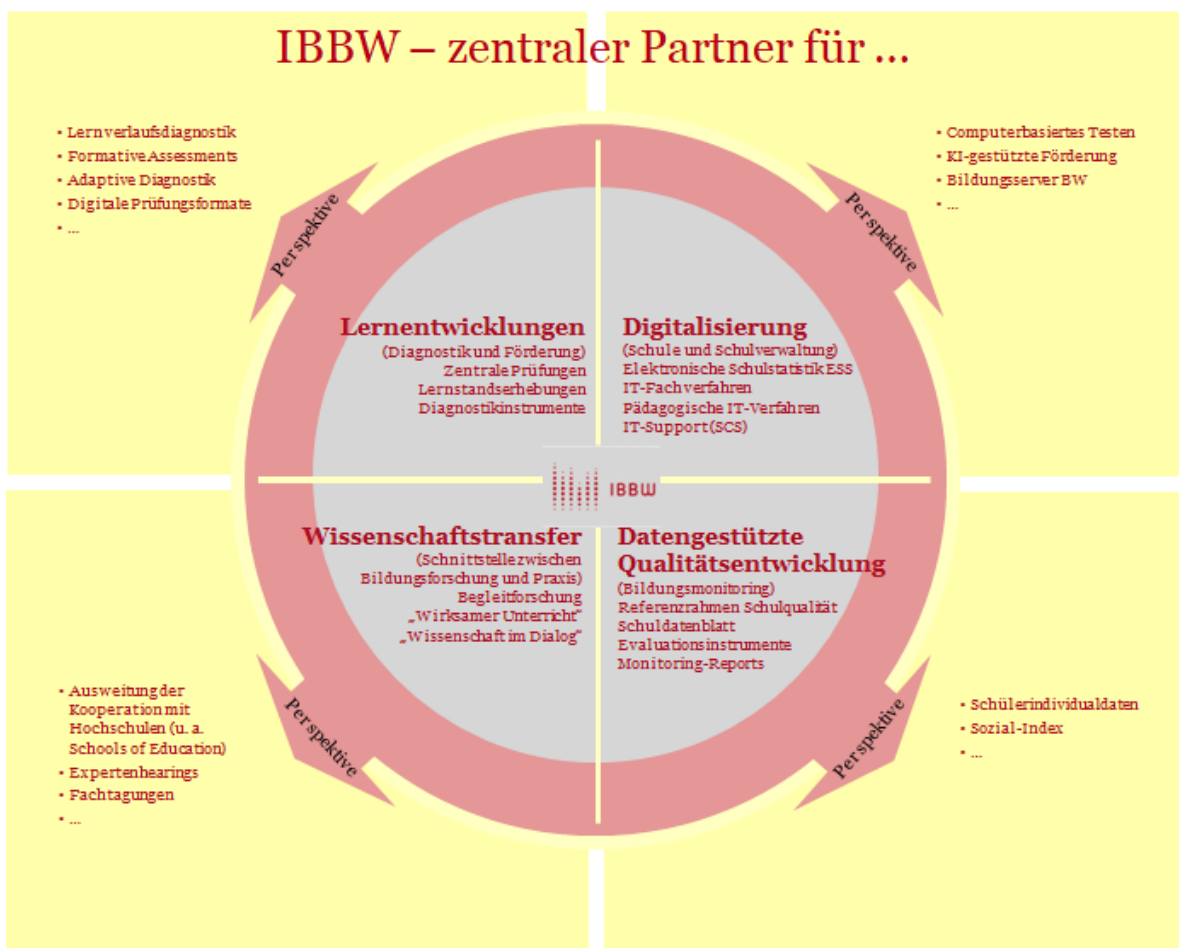 IBBW – zentraler Partner für ...
▪ Lernverlaufsdiagnostik
▪ Formative Assessments
▪ Adaptive Diagnostik
▪ Digitale Prüfungsformate
▪ ...
Perspektive
▪ Computerbasiertes Testen
▪ KI-gestützte Förderung
▪ Bildungsserver BW
▪ ...
Perspektive
Lernentwicklungen
(Diagnostik und Förderung)
Zentrale Prüfungen
Lernstandserhebungen
Diagnostikinstrumente
Digitalisierung
(Schule und Schulverwaltung)
Elektronische Schulstatistik ESS
IT-Fachverfahren
Pädagogische IT-Verfahren
IT-Support (SCS)
IBBW
Wissenschaftstransfer
(Schnittstelle zwischen
Bildungsforschung und Praxis)
Begleitforschung
„Wirksamer Unterricht“
„Wissenschaft im Dialog“
Datengestützte
Qualitätsentwicklung
(Bildungsmonitoring)
Referenzrahmen Schulqualität
Schuldatenblatt
Evaluationsinstrumente
Monitoring-Reports
▪ Ausweitung der
Kooperation mit
Hochschulen (u. a.
Schools of Education)
▪ Expertenhearings
▪ Fachtagungen
▪ ...
Perspektive
▪ Schülerindividualdaten
▪ Sozial-Index
▪ ...
Perspektive